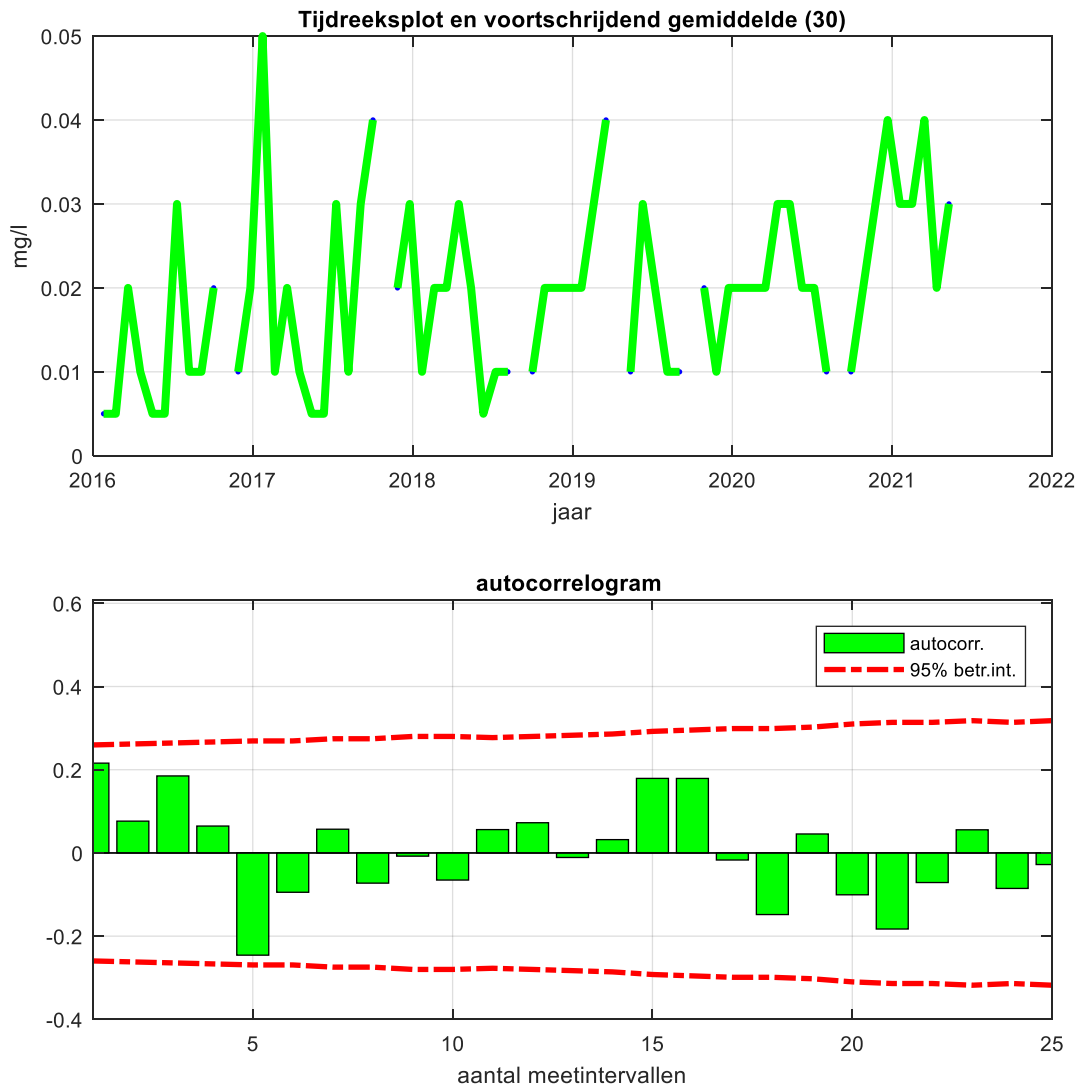 Tijdreeksplot en voortschrijdend gemiddelde (30)
0.05
0.04
0.03
0.02
0.01
0
mg/l
2016 2017 2018 2019 2020 2021 2022
jaar
autocorrelogram
0.6
0.4
0.2
0
-0.2
-0.4
autocorr.
95% betr.int.
5 10 15 20 25
aantal meetintervallen